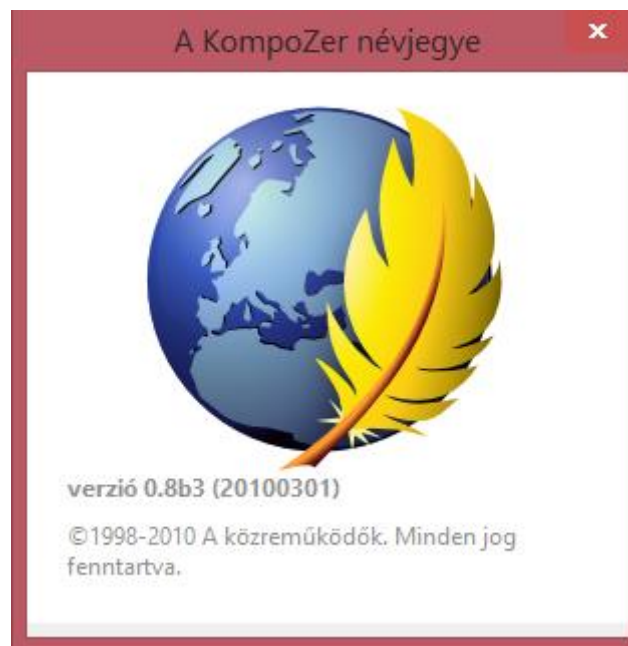 A KompoZer névjegye
verzió 0.8b3 (20100301)
©1998-2010 A közreműködők. Minden jog
fenntartva.